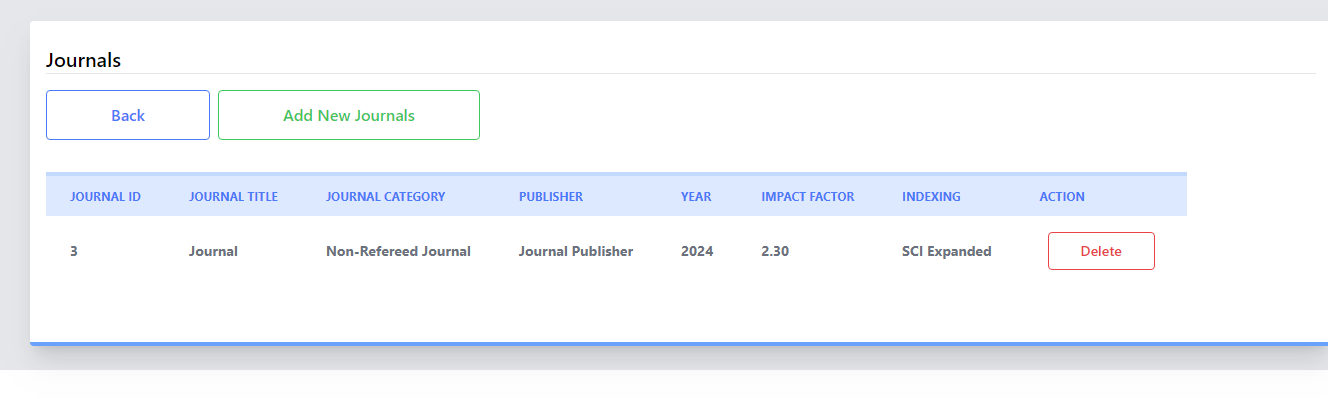 Journals
Back Add New Journals
JOURNAL ID JOURNAL TITLE JOURNAL CATEGORY PUBLISHER YEAR IMPACT FACTOR INDEXING ACTION
3 Journal Non-Refereed Journal Journal Publisher 2024 2.30 SCI Expanded Delete